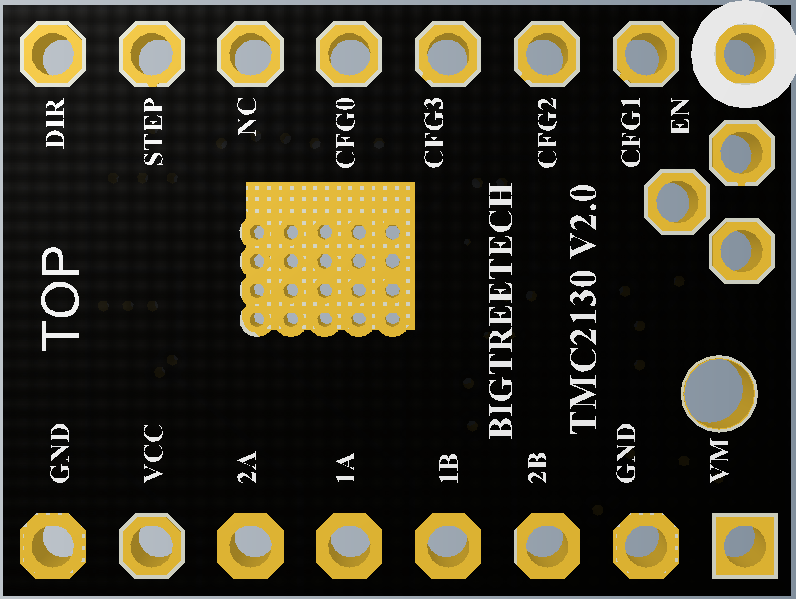 DIR
STEP
NC
CFG0
CFG3
CFG2
CFG1
EN
TOP
BIGTREETECH
TMC2130 V2.0
GND
VCC
2A
1A
1B
2B
GND
VM